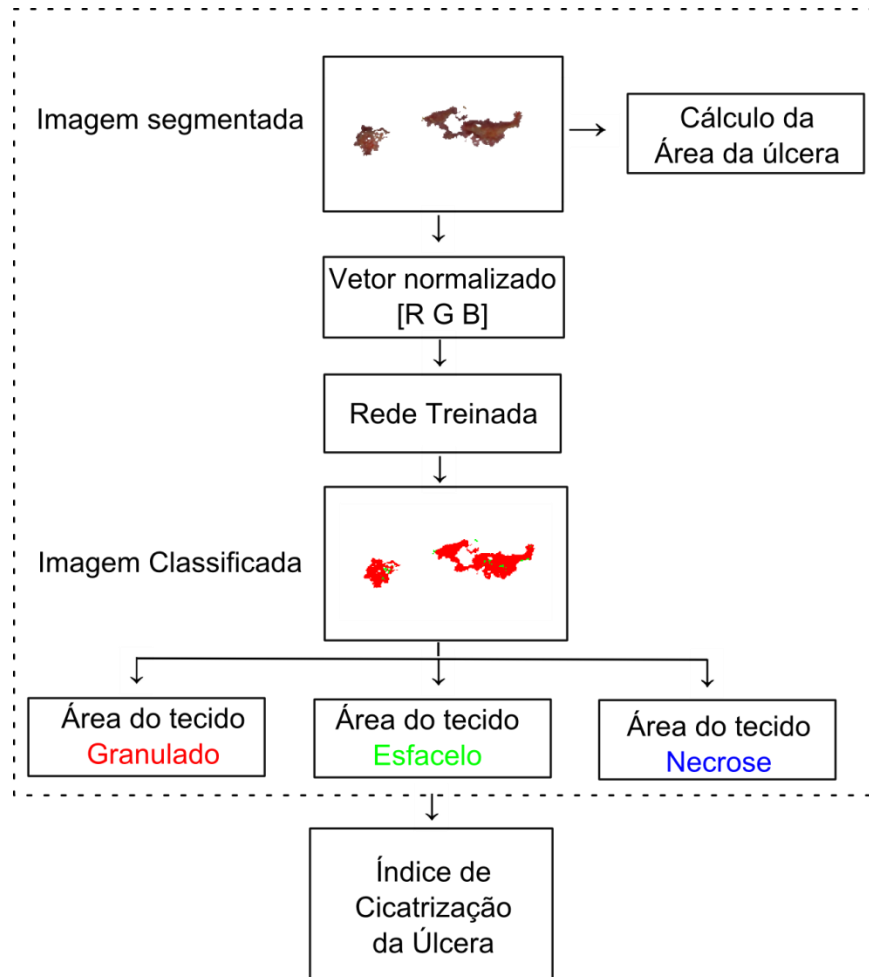 Imagem segmentada
Cálculo da
Área da úlcera
Vetor normalizado
[R G B]
Rede Treinada
Imagem Classificada
Área do tecido
Granulado
Área do tecido
Esfacelo
Área do tecido
Necrose
Índice de
Cicatrização
da Úlcera